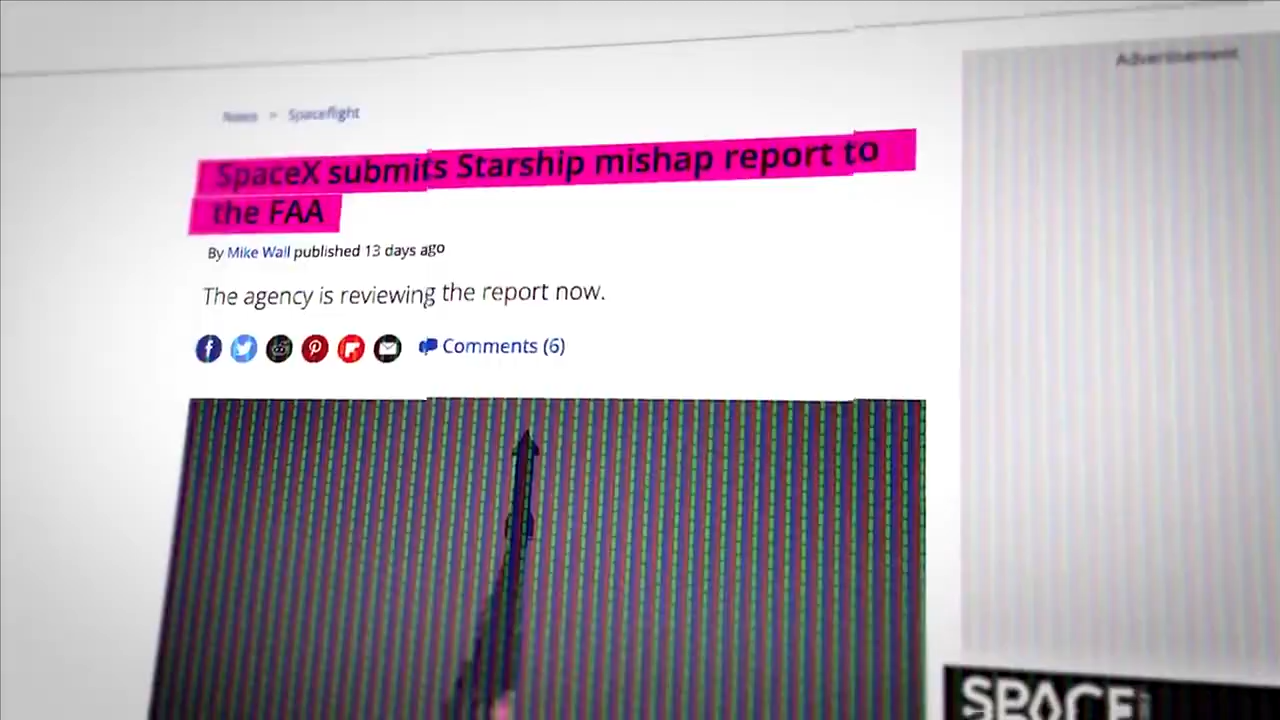 Advertisement
News > Spaceflight
SpaceX submits Starship mishap report to
the FAA
By Mike Wall published 13 days ago
The agency is reviewing the report now.
Comments (6)
SPACE